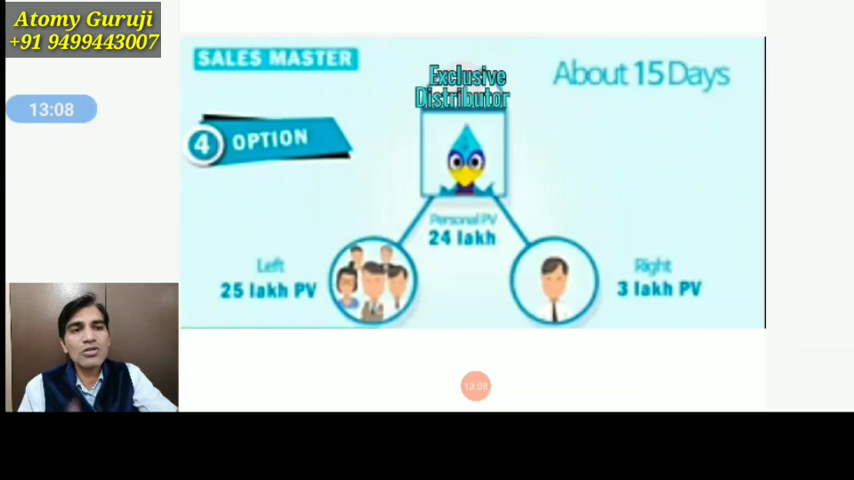 Atomy Guruji
+91 9499443007
13:08
SALES MASTER
Exclusive
Distributor
About 15 Days
4 OPTION
Personal PV
24 lakh
Left
25 lakh PV
Right
3 lakh PV
13:08